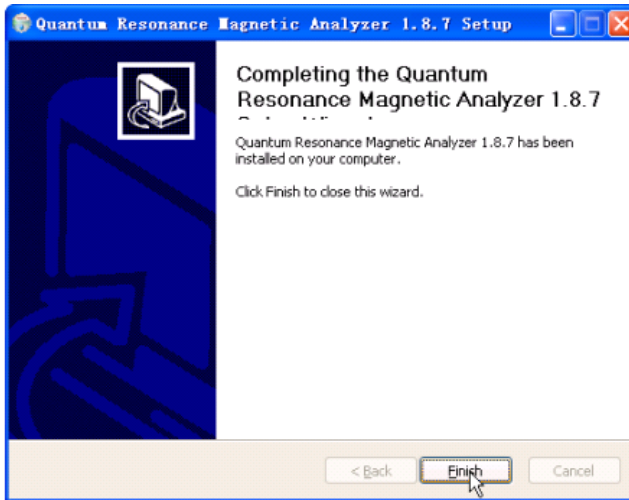 Quantum Resonance Magnetic Analyzer 1.8.7 Setup
Completing the Quantum
Resonance Magnetic Analyzer 1.8.7
Quantum Resonance Magnetic Analyzer 1.8.7 has been
installed on your computer.
Click Finish to close this wizard.
< Back
Finish
Cancel